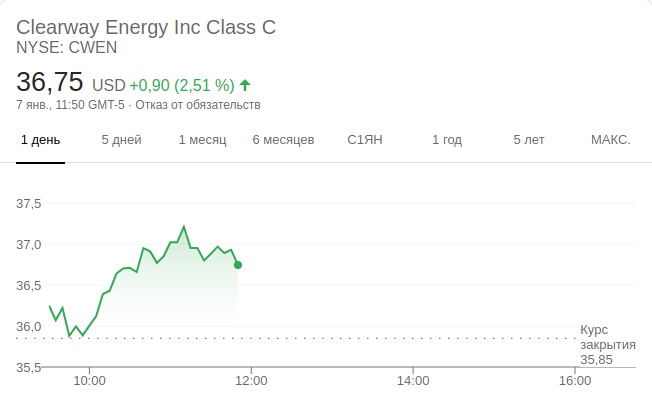 Clearway Energy Inc Class C
NYSE: CWEN
36,75 USD +0,90 (2,51 %)
7 янв., 11:50 GMT-5 · Отказ от обязательств
1 день 5 дней 1 месяц 6 месяцев С1ЯН 1 год 5 лет МАКС.
37,5
37,0
36,5
36,0
35,5
Курс
закрытия
35,85
10:00 12:00 14:00 16:00